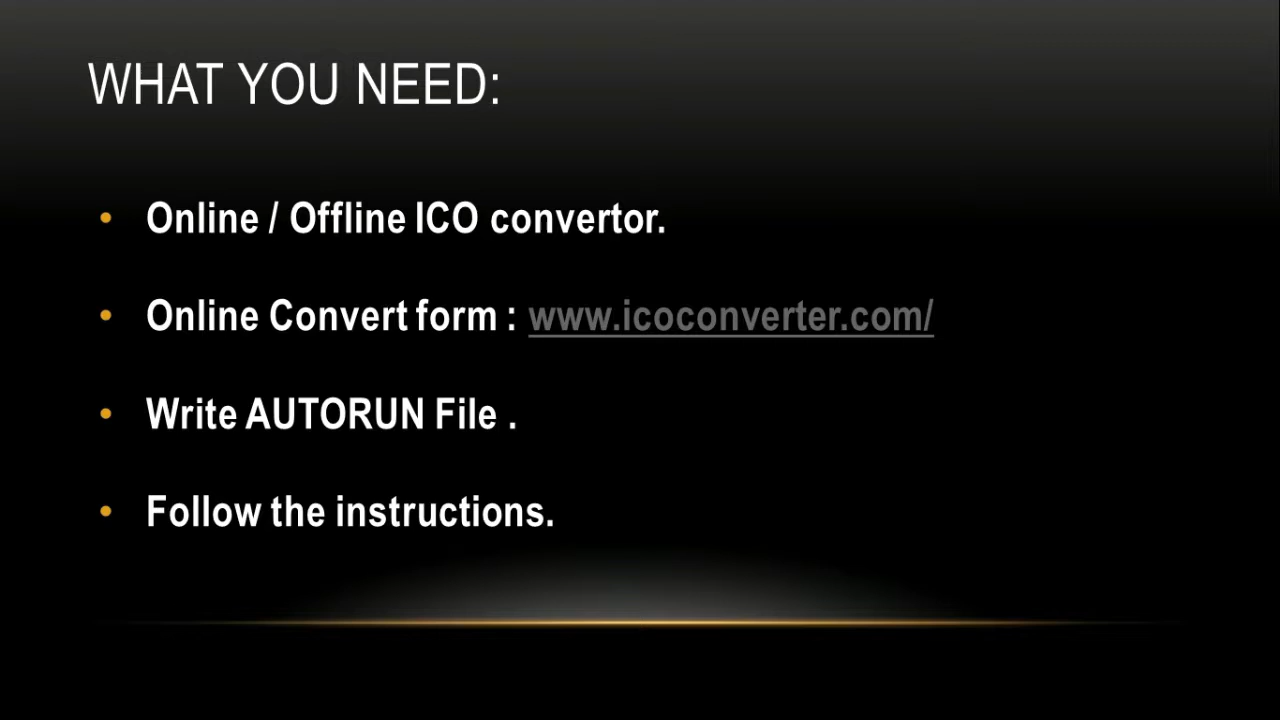 WHAT YOU NEED:
• Online / Offline ICO convertor.
• Online Convert form : www.icoconverter.com/
• Write AUTORUN File .
• Follow the instructions.